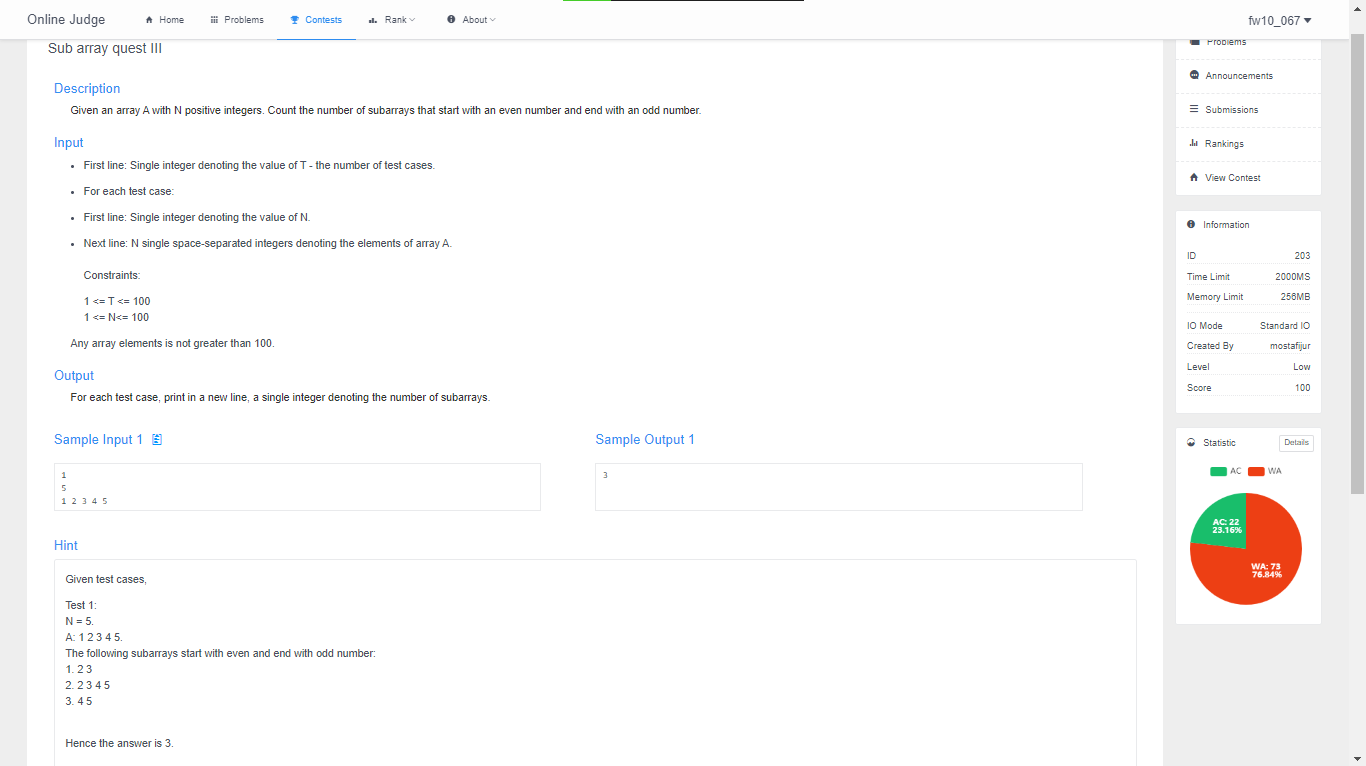 Online Judge
Home
Problems
Contests
Rank
About
fw10_067
Sub array quest III
Description
Given an array A with N positive integers. Count the number of subarrays that start with an even number and end with an odd number.
Input
• First line: Single integer denoting the value of T - the number of test cases.
• For each test case:
• First line: Single integer denoting the value of N.
• Next line: N single space-separated integers denoting the elements of array A.
Constraints:
1 <= T <= 100
1 <= N<= 100
Any array elements is not greater than 100.
Output
For each test case, print in a new line, a single integer denoting the number of subarrays.
Sample Input 1
1
5
1 2 3 4 5
Sample Output 1
3
Hint
Given test cases,
Test 1:
N = 5.
A: 1 2 3 4 5.
The following subarrays start with even and end with odd number:
1. 2 3
2. 2 3 4 5
3. 4 5
Hence the answer is 3.
Problems
Announcements
Submissions
Rankings
View Contest
Information
ID 203
Time Limit 2000MS
Memory Limit 256MB
IO Mode Standard IO
Created By mostafijur
Level Low
Score 100
Statistic Details
AC WA
AC: 22
23.16%
WA: 73
76.84%